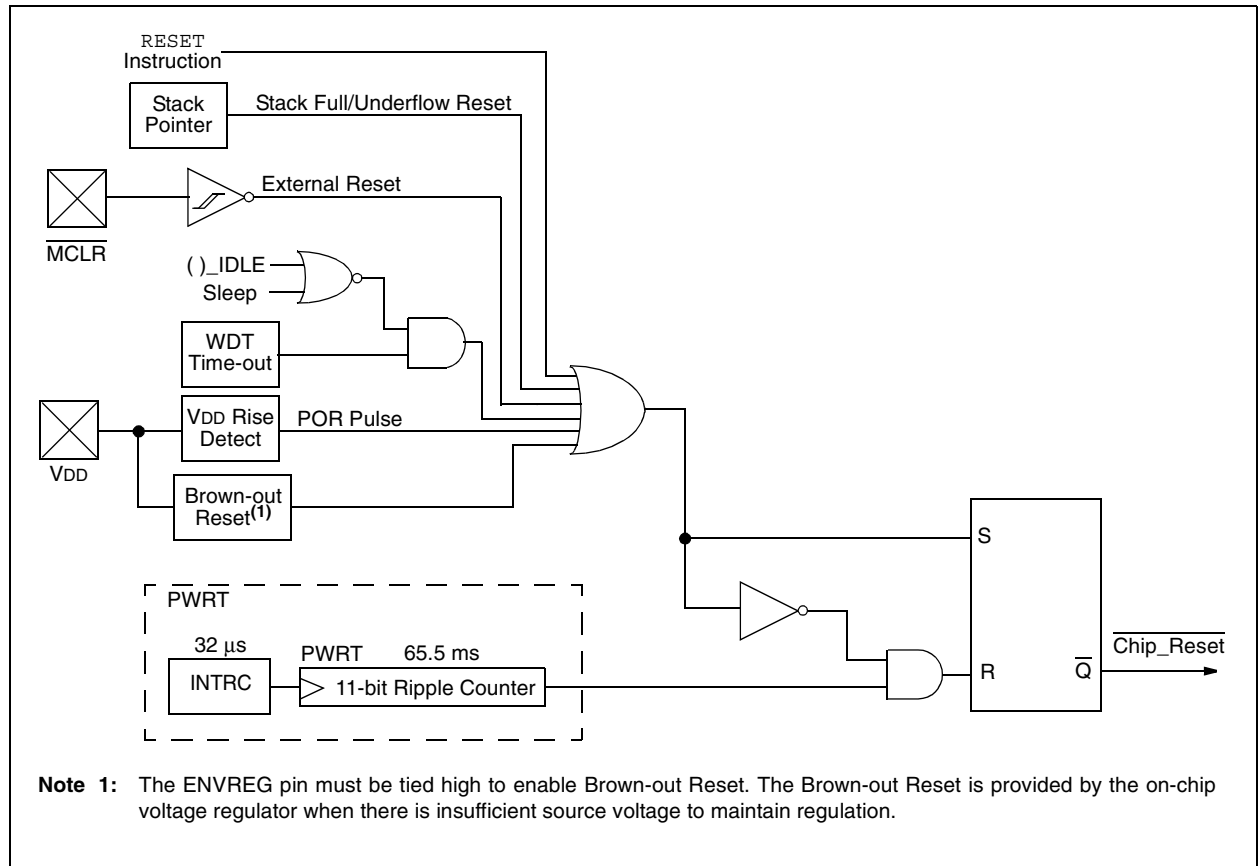 RESET
Instruction
Stack
Pointer
Stack Full/Underflow Reset
External Reset
MCLR
( )_IDLE
Sleep
WDT
Time-out
VDD Rise
Detect
POR Pulse
VDD
Brown-out
Reset(1)
S
PWRT
32 µs
PWRT 65.5 ms
INTRC
11-bit Ripple Counter
R
Q
Chip_Reset
Note 1: The ENVREG pin must be tied high to enable Brown-out Reset. The Brown-out Reset is provided by the on-chip
voltage regulator when there is insufficient source voltage to maintain regulation.